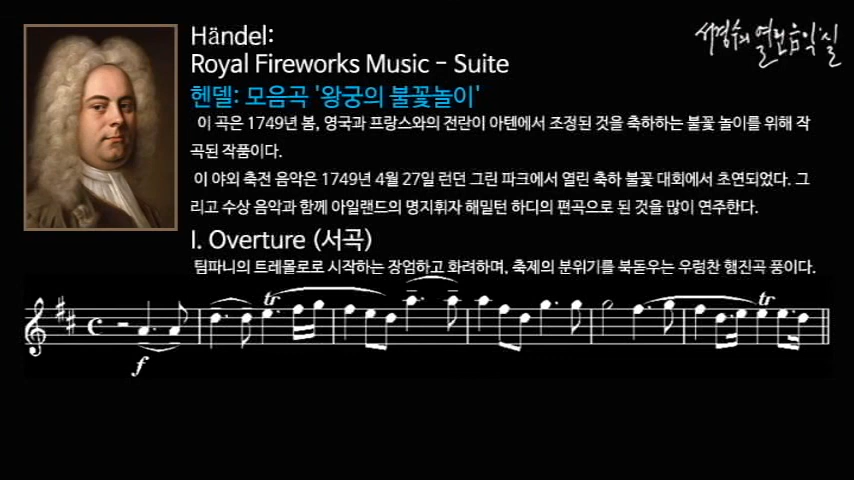 Händel:
Royal Fireworks Music - Suite
서경수의 열린음악실
헨델: 모음곡 '왕궁의 불꽃놀이'
이 곡은 1749년 봄, 영국과 프랑스와의 전란이 아텐에서 조정된 것을 축하하는 불꽃 놀이를 위해 작
곡된 작품이다.
이 야외 축전 음악은 1749년 4월 27일 런던 그린 파크에서 열린 축하 불꽃 대회에서 초연되었다. 그
리고 수상 음악과 함께 아일랜드의 명지휘자 해밀턴 하디의 편곡으로 된 것을 많이 연주한다.
I. Overture (서곡)
팀파니의 트레몰로로 시작하는 장엄하고 화려하며, 축제의 분위기를 북돋우는 우렁찬 행진곡 풍이다.
tr tr
f